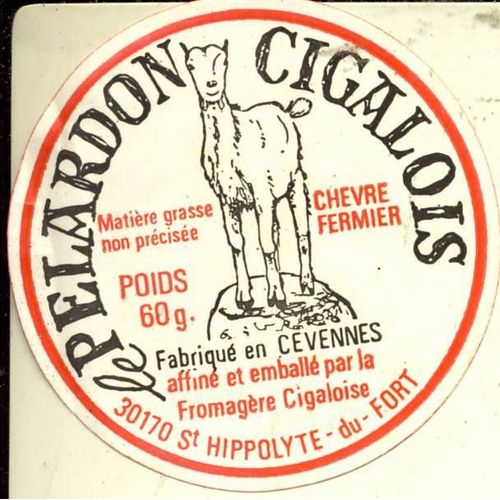 le PELARDON CIGALOIS
Matière grasse
non précisée
CHEVRE
FERMIER
POIDS
60 g.
Fabriqué en CEVENNES
affiné et emballé par la
Fromagère Cigaloise
30170 St HIPPOLYTE-du-FORT